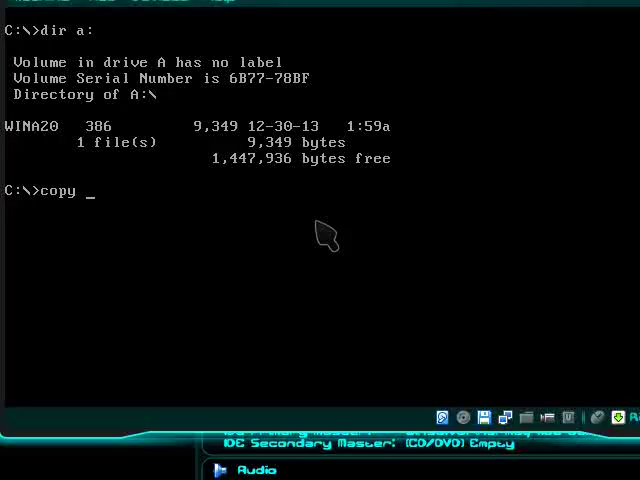 C:\>dir a:
Volume in drive A has no label
Volume Serial Number is 6B77-78BF
Directory of A:\
WINA20 386 9,349 12-30-13 1:59a
1 file(s) 9,349 bytes
1,447,936 bytes free
C:\>copy _
IDE Secondary Master: [CD/DVD] Empty
Audio